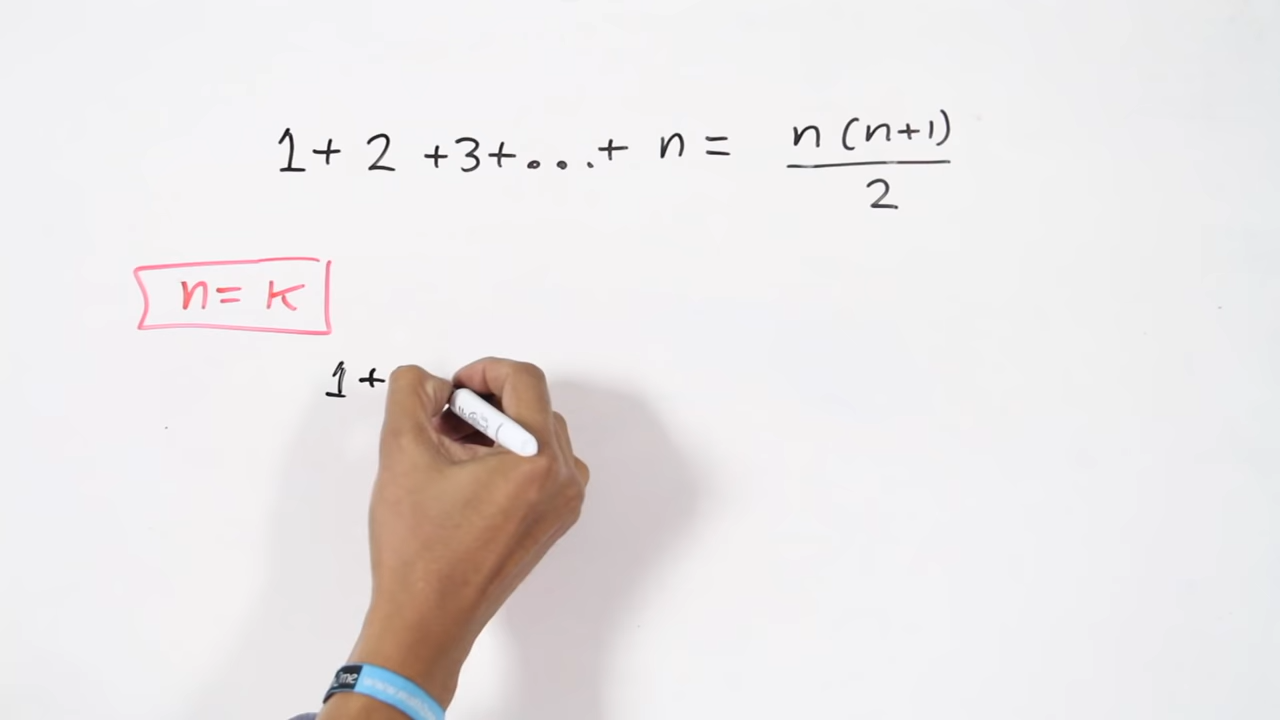 1 + 2 + 3 + . . . + n = n (n+1)
2
n = k
1 +